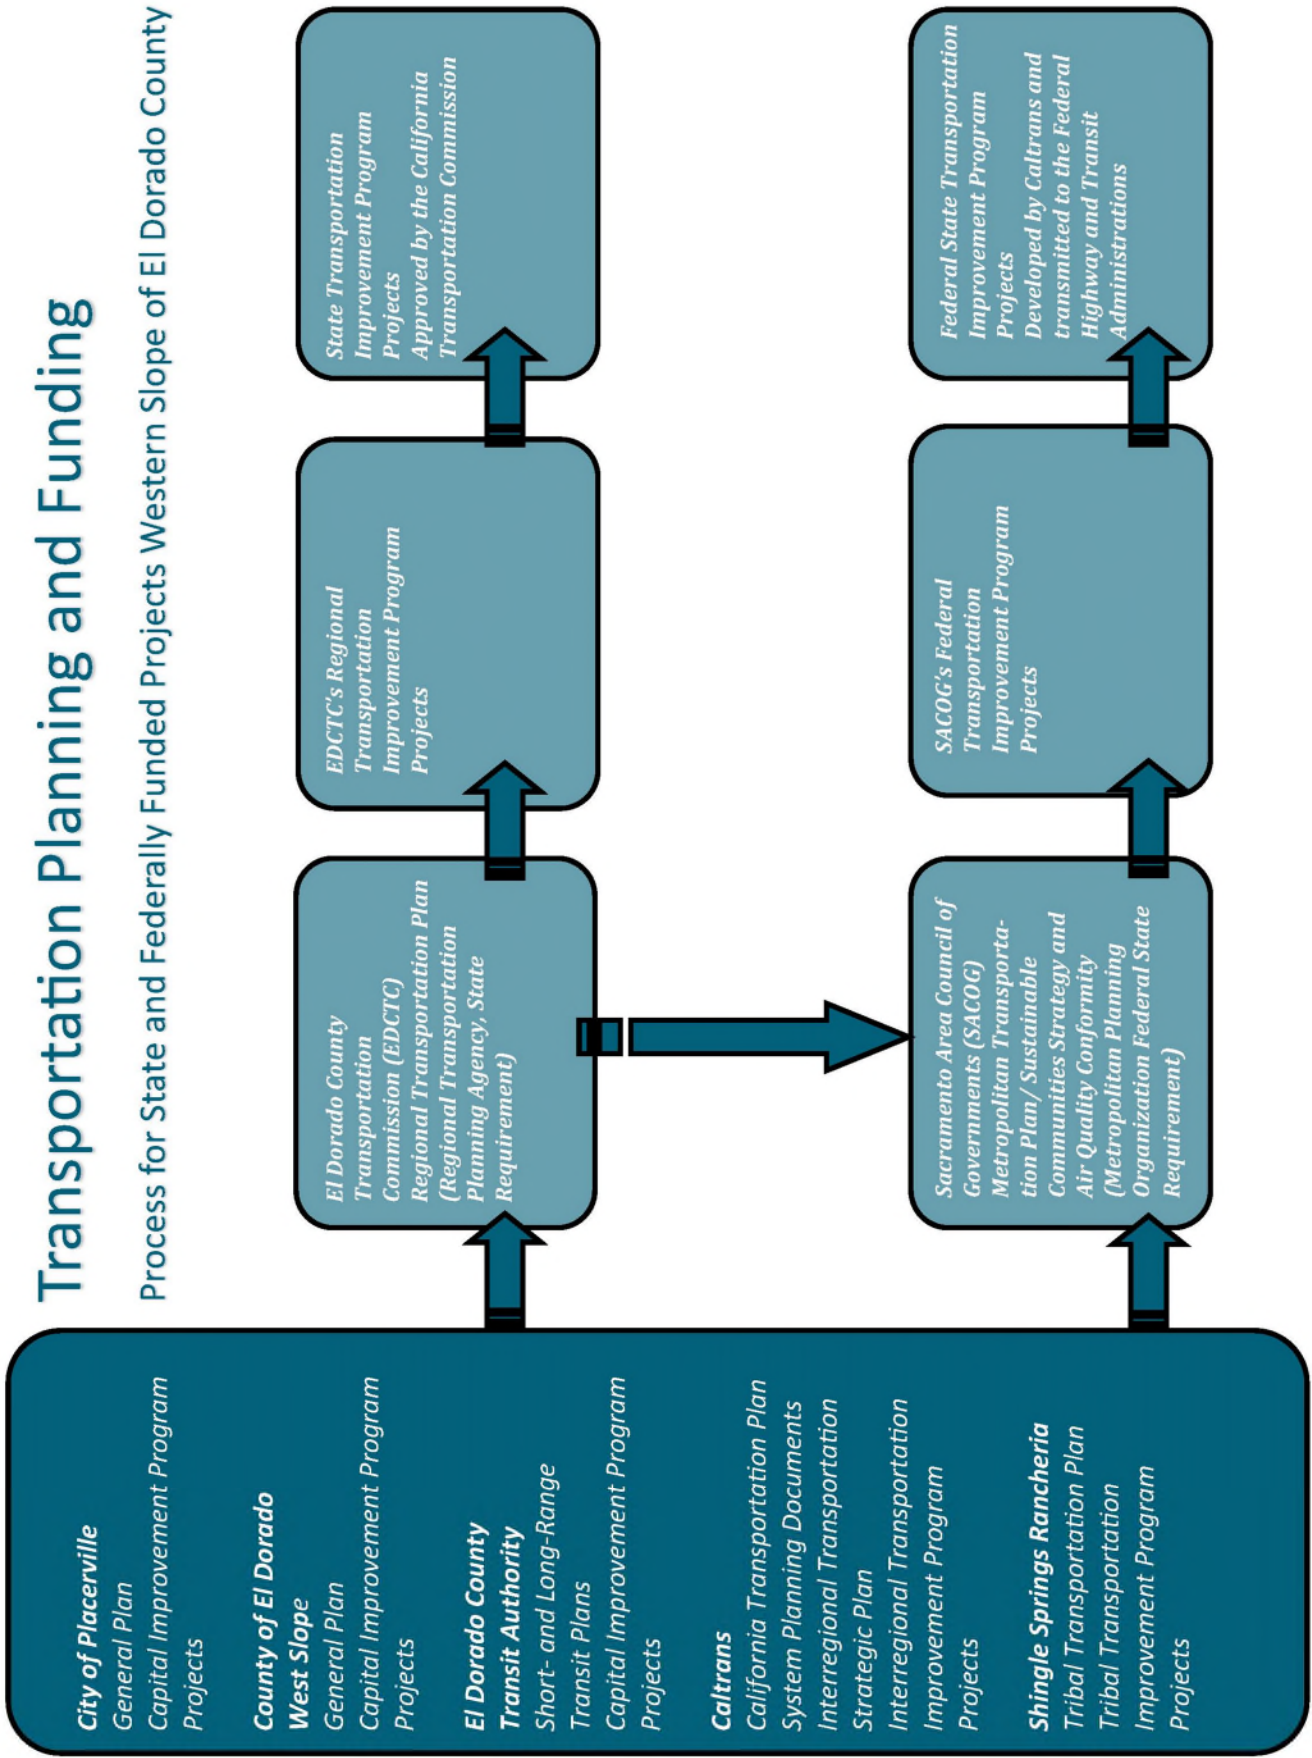 Transportation Planning and Funding
Process for State and Federally Funded Projects Western Slope of El Dorado County
City of Placerville
General Plan
Capital Improvement Program
Projects
County of El Dorado
West Slope
General Plan
Capital Improvement Program
Projects
El Dorado County
Transit Authority
Short- and Long-Range
Transit Plans
Capital Improvement Program
Projects
Caltrans
California Transportation Plan
System Planning Documents
Interregional Transportation
Strategic Plan
Interregional Transportation
Improvement Program
Projects
Shingle Springs Rancheria
Tribal Transportation Plan
Tribal Transportation
Improvement Program
Projects
El Dorado County
Transportation
Commission (EDCTC)
Regional Transportation Plan
(Regional Transportation
Planning Agency, State
Requirement)
EDCTC's Regional
Transportation
Improvement Program
Projects
State Transportation
Improvement Program
Projects
Approved by the California
Transportation Commission
Sacramento Area Council of
Governments (SACOG)
Metropolitan Transporta-
tion Plan/ Sustainable
Communities Strategy and
Air Quality Conformity
(Metropolitan Planning
Organization Federal State
Requirement)
SACOG's Federal
Transportation
Improvement Program
Projects
Federal State Transportation
Improvement Program
Projects
Developed by Caltrans and
transmitted to the Federal
Highway and Transit
Administrations